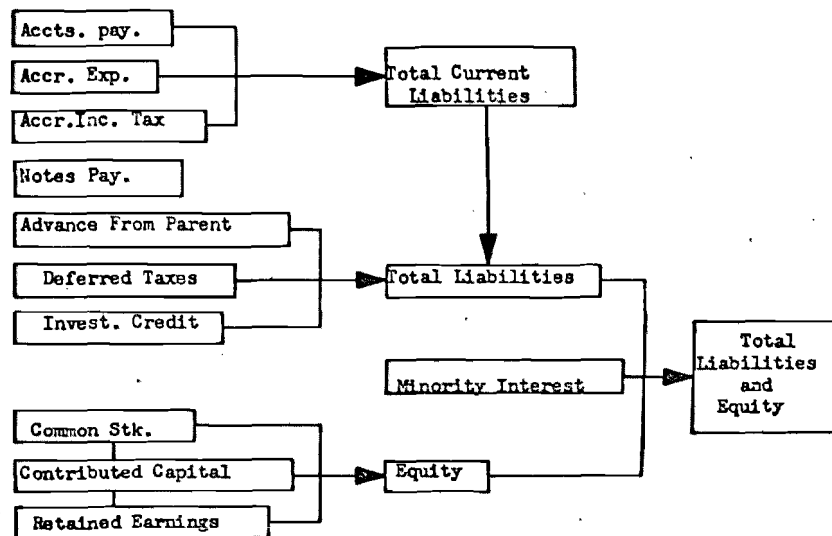 Accts. pay.
Accr. Exp.
Accr.Inc. Tax
Notes Pay.
Advance From Parent
Deferred Taxes
Invest. Credit
Common Stk.
Contributed Capital
Retained Earnings
Total Current
Liabilities
Total Liabilities
Minority Interest
Equity
Total
Liabilities
and
Equity